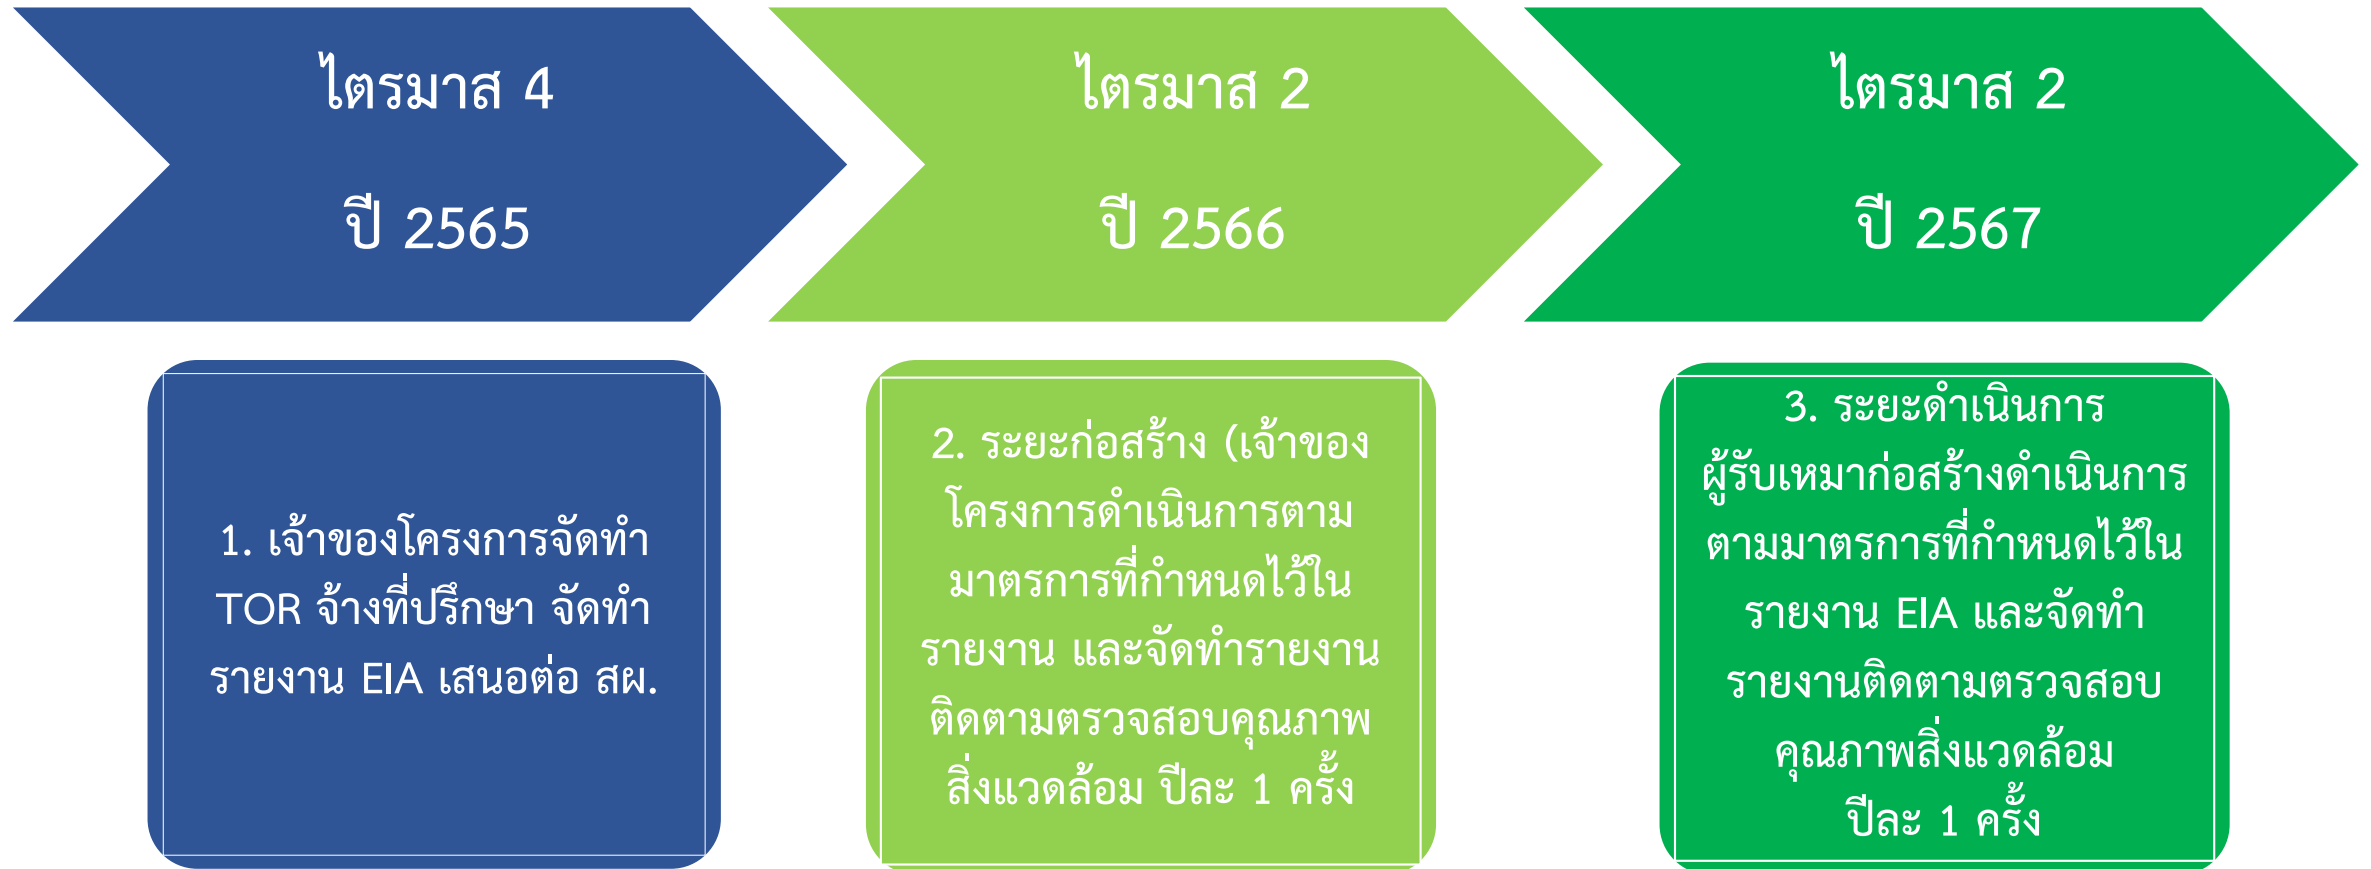 ไตรมาส 4
ปี 2565
ไตรมาส 2
ปี 2566
ไตรมาส 2
ปี 2567
1. เจ้าของโครงการจัดทำ
TOR จ้างที่ปรึกษา จัดทำ
รายงาน EIA เสนอต่อ สผ.
2. ระยะก่อสร้าง (เจ้าของ
โครงการดำเนินการตาม
มาตรการที่กำหนดไว้ใน
รายงาน และจัดทำรายงาน
ติดตามตรวจสอบคุณภาพ
สิ่งแวดล้อม ปีละ 1 ครั้ง
3. ระยะดำเนินการ
ผู้รับเหมาก่อสร้างดำเนินการ
ตามมาตรการที่กำหนดไว้ใน
รายงาน EIA และจัดทำ
รายงานติดตามตรวจสอบ
คุณภาพสิ่งแวดล้อม
ปีละ 1 ครั้ง